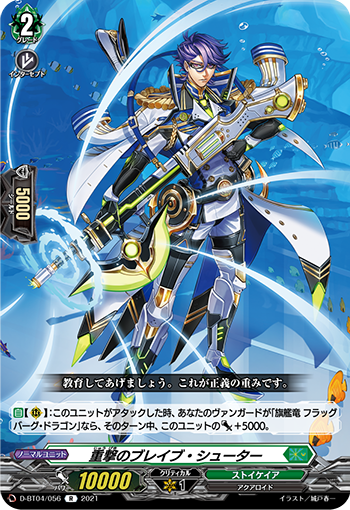 2
グレード
インターセプト
5000
シールド
教育してあげましょう。これが正義の重みです。
【　】:このユニットがアタックした時、あなたのヴァンガードが「旗艦竜 フラッグ
バーグ・ドラゴン」なら、そのターン中、このユニットの　+5000。
ノーマルユニット
重撃のブレイブ・シューター
パワー
10000
クリティカル
1
ストイケイア
アクアロイド
D-BT04/056 R 2021
イラスト/城戸春一